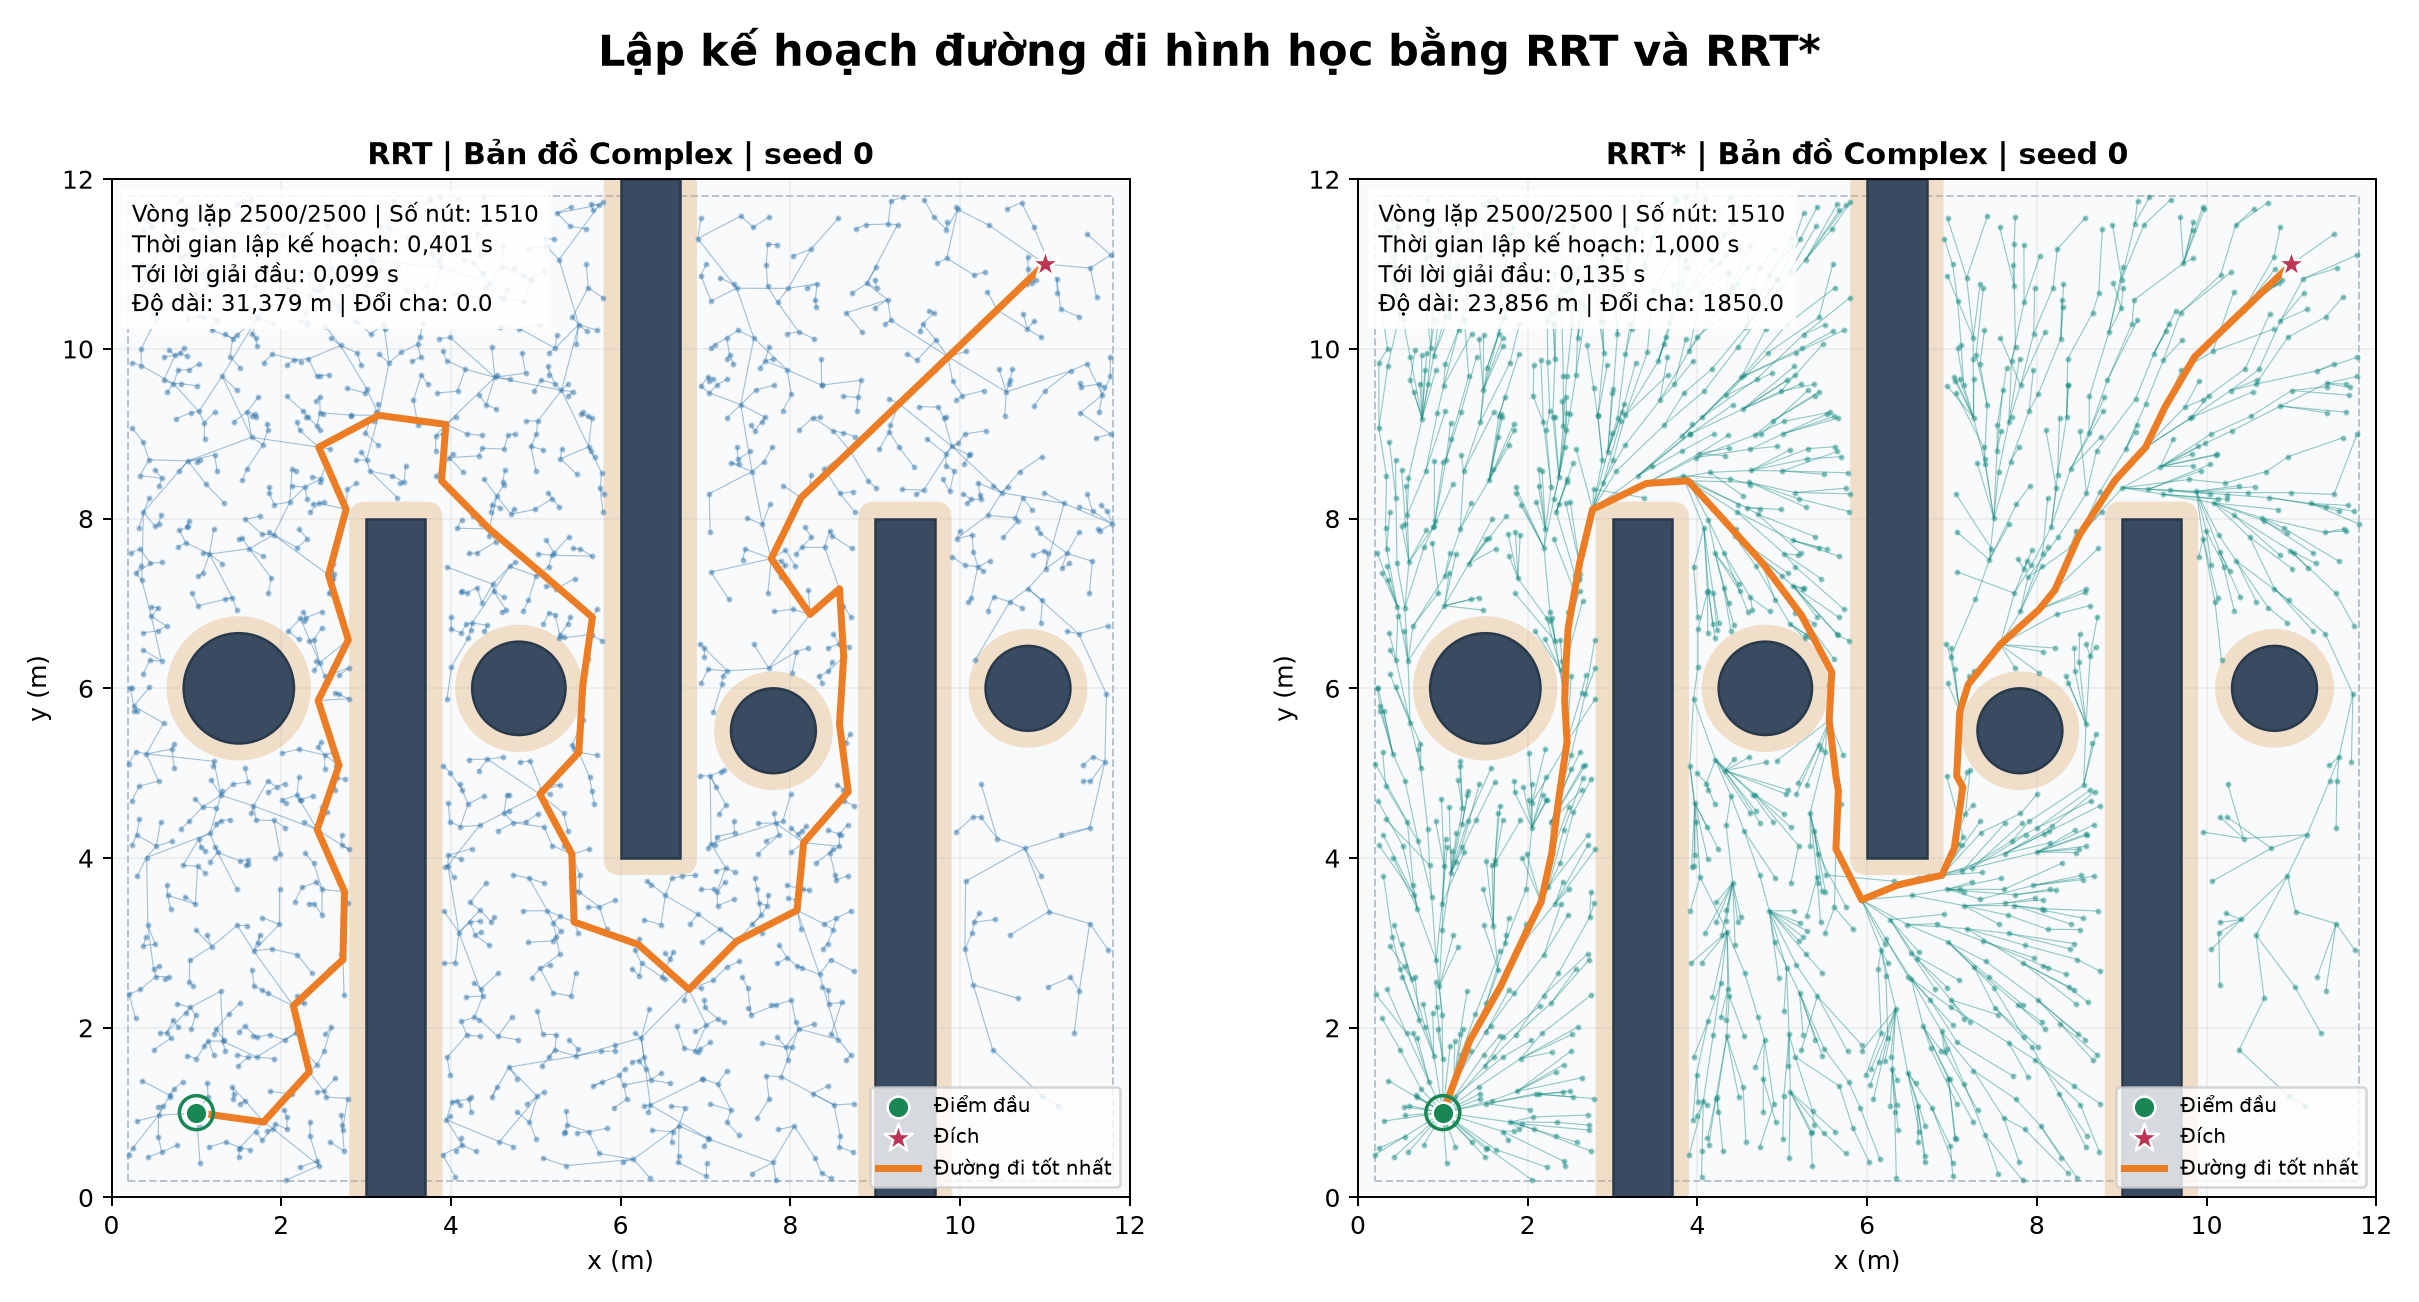 Lập kế hoạch đường đi hình học bằng RRT và RRT*
RRT | Bản đồ Complex | seed 0
Vòng lặp 2500/2500 | Số nút: 1510
Thời gian lập kế hoạch: 0,401 s
Tới lời giải đầu: 0,099 s
Độ dài: 31,379 m | Đổi cha: 0.0
12
10
8
6
4
2
0
y (m)
0 2 4 6 8 10 12
x (m)
Điểm đầu
Đích
Đường đi tốt nhất
RRT* | Bản đồ Complex | seed 0
Vòng lặp 2500/2500 | Số nút: 1510
Thời gian lập kế hoạch: 1,000 s
Tới lời giải đầu: 0,135 s
Độ dài: 23,856 m | Đổi cha: 1850.0
12
10
8
6
4
2
0
y (m)
0 2 4 6 8 10 12
x (m)
Điểm đầu
Đích
Đường đi tốt nhất